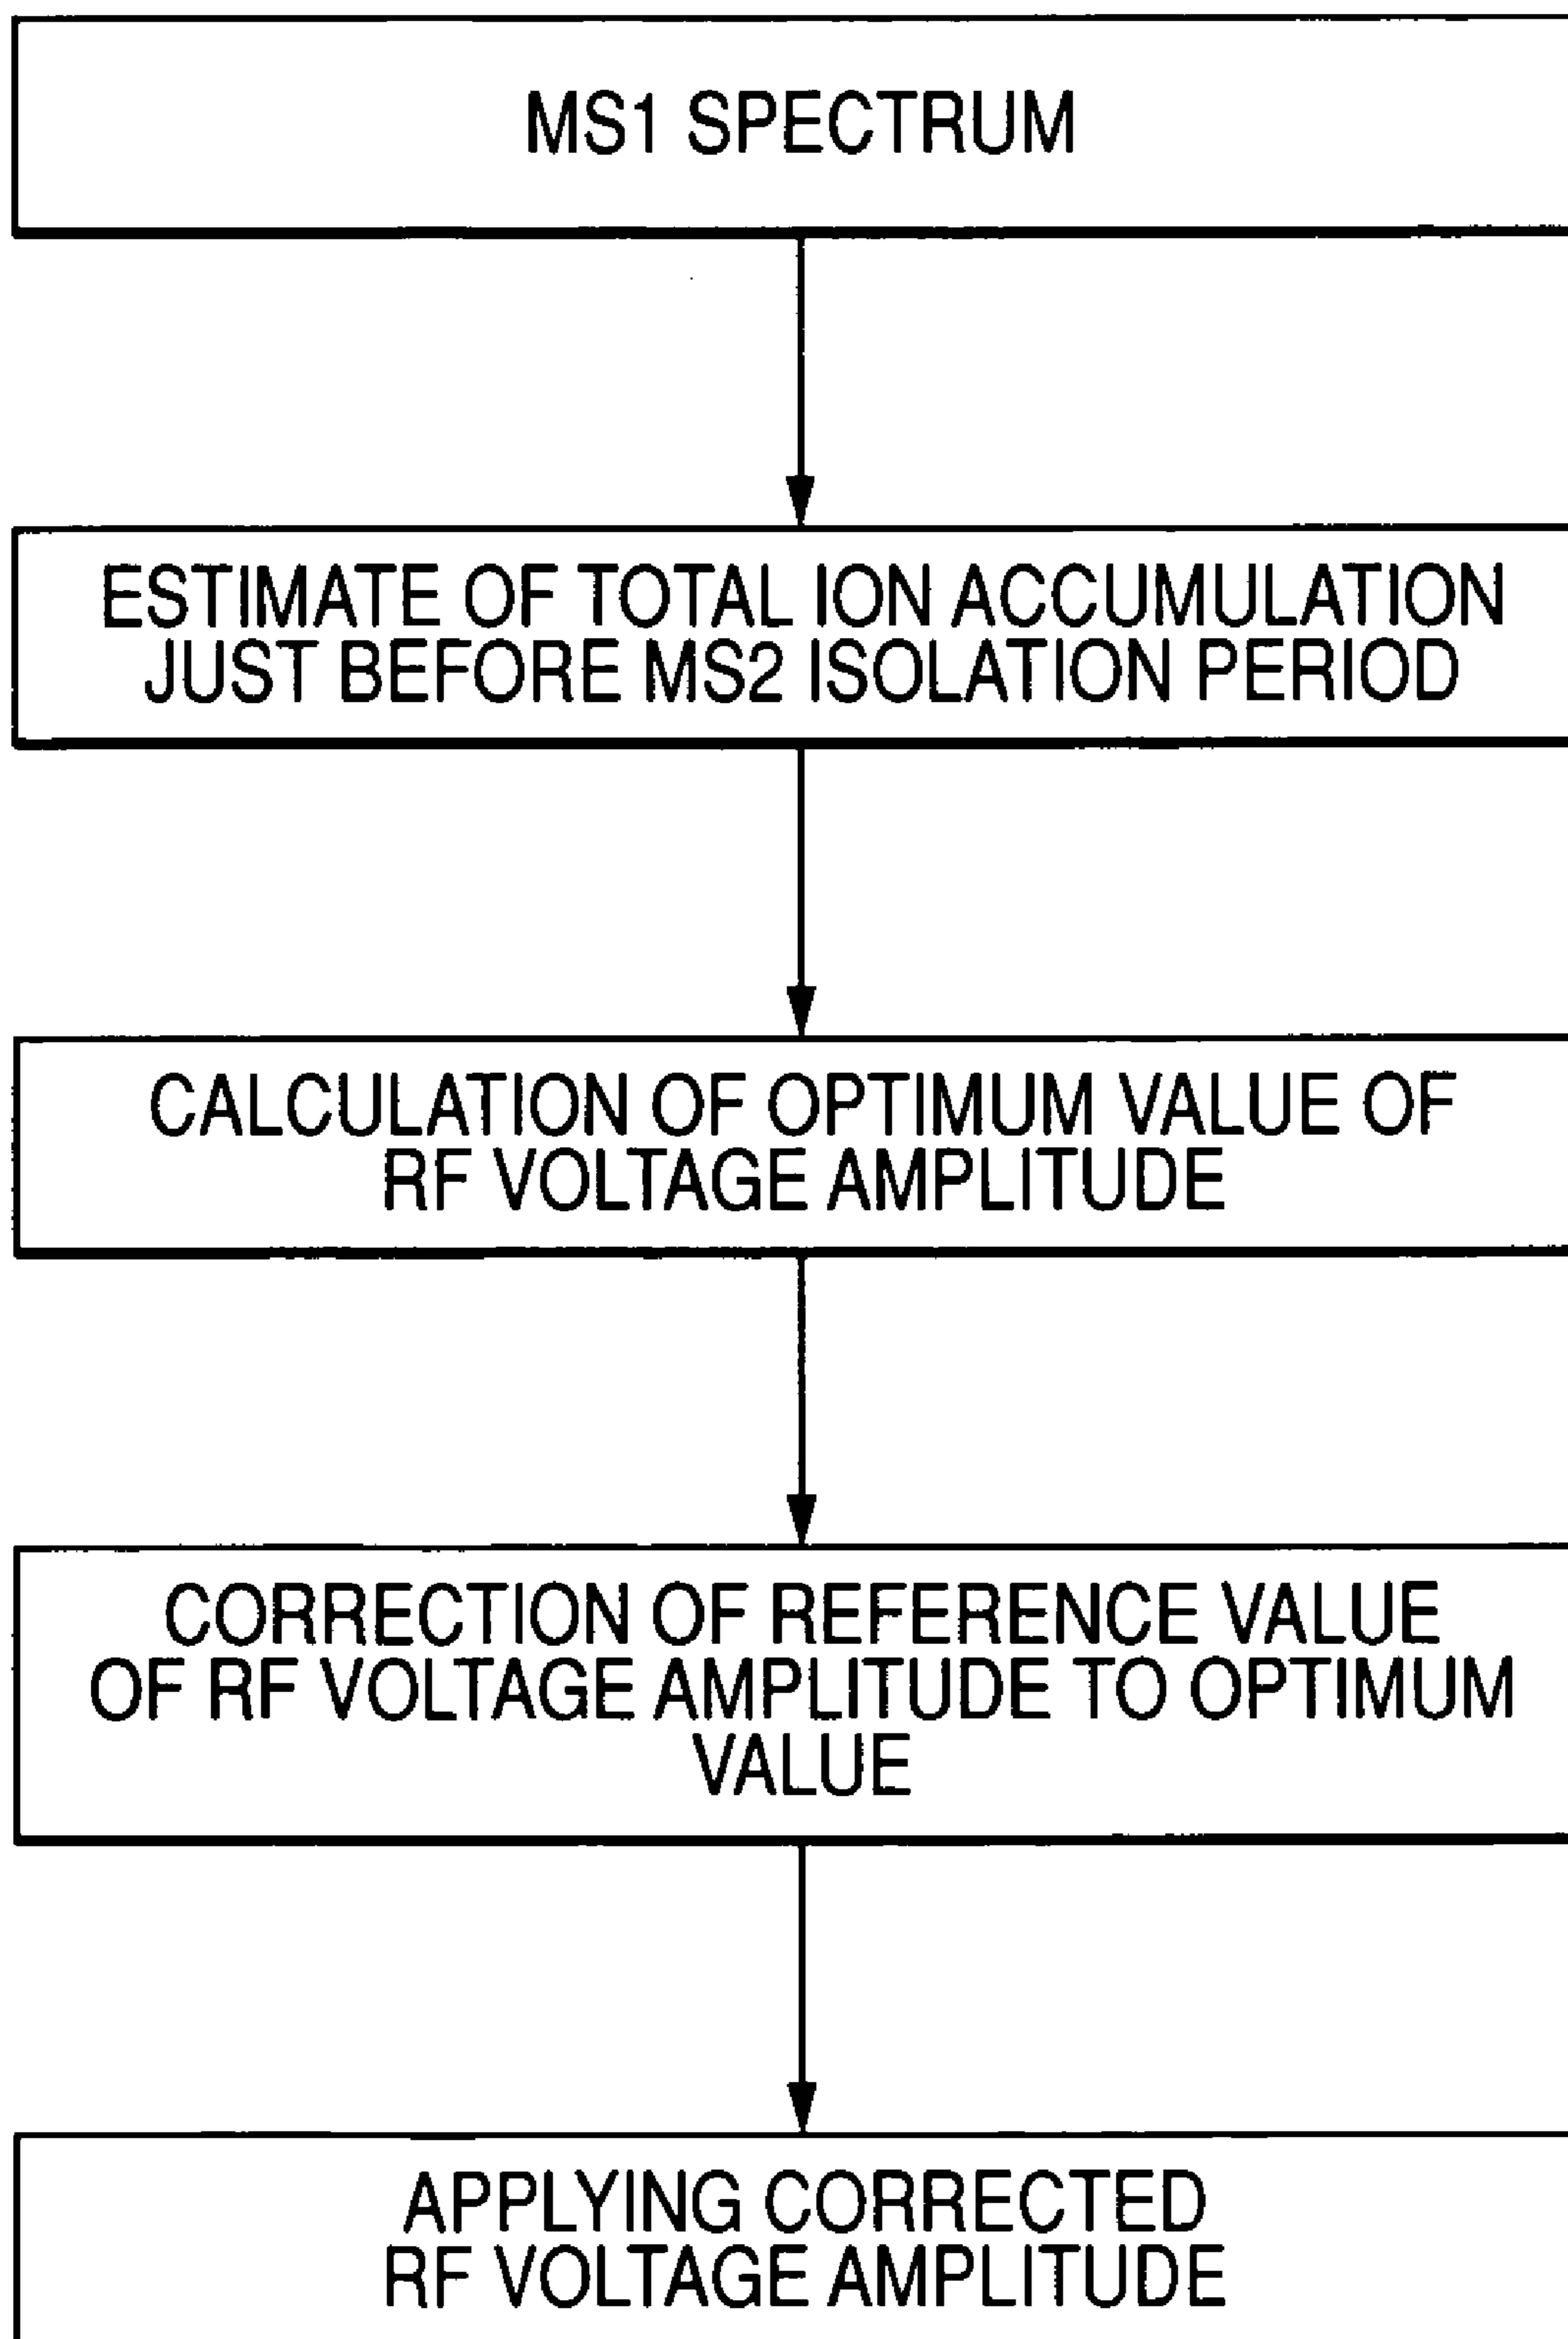 MS1 SPECTRUM
ESTIMATE OF TOTAL ION ACCUMULATION
JUST BEFORE MS2 ISOLATION PERIOD
CALCULATION OF OPTIMUM VALUE OF
RF VOLTAGE AMPLITUDE
CORRECTION OF REFERENCE VALUE
OF RF VOLTAGE AMPLITUDE TO OPTIMUM
VALUE
APPLYING CORRECTED
RF VOLTAGE AMPLITUDE